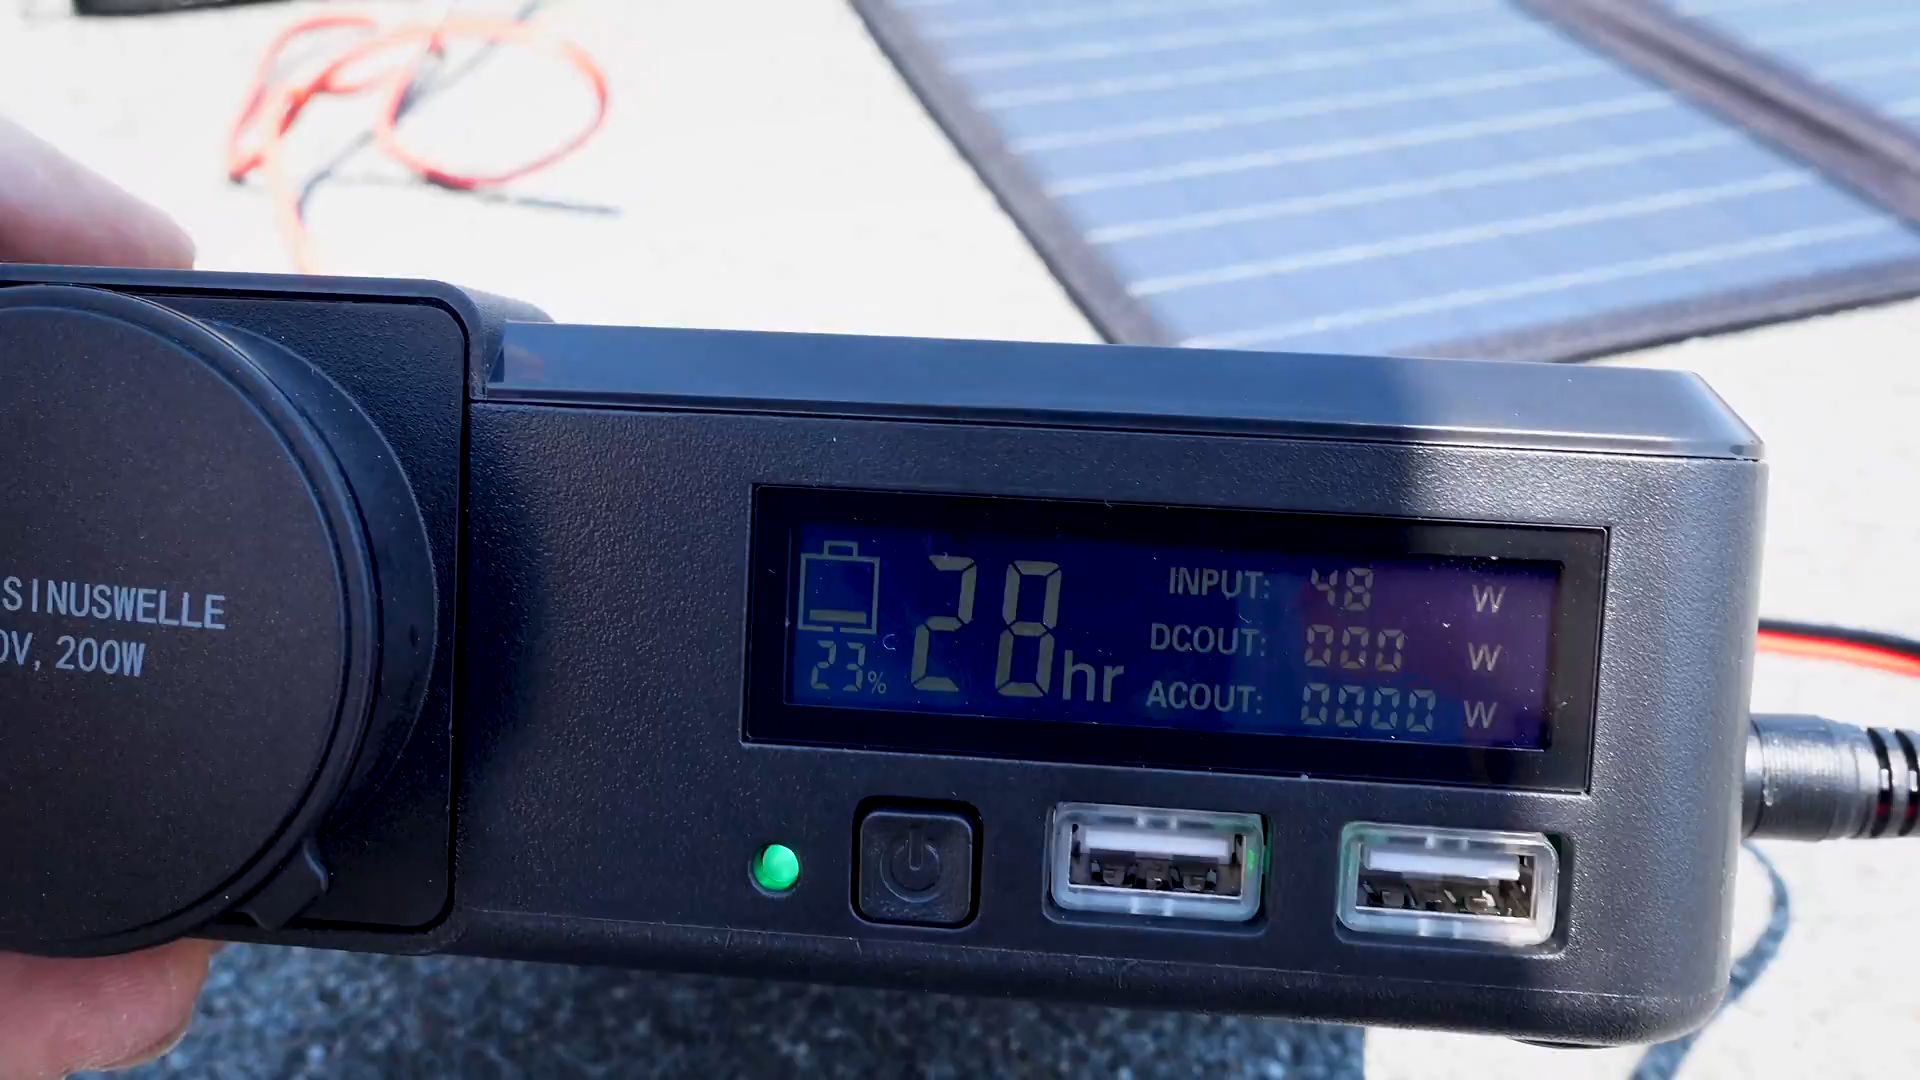 SINUSWELLE
0V, 200W
23%
28hr
INPUT: 48 W
DCOUT: 000 W
ACOUT: 0000 W